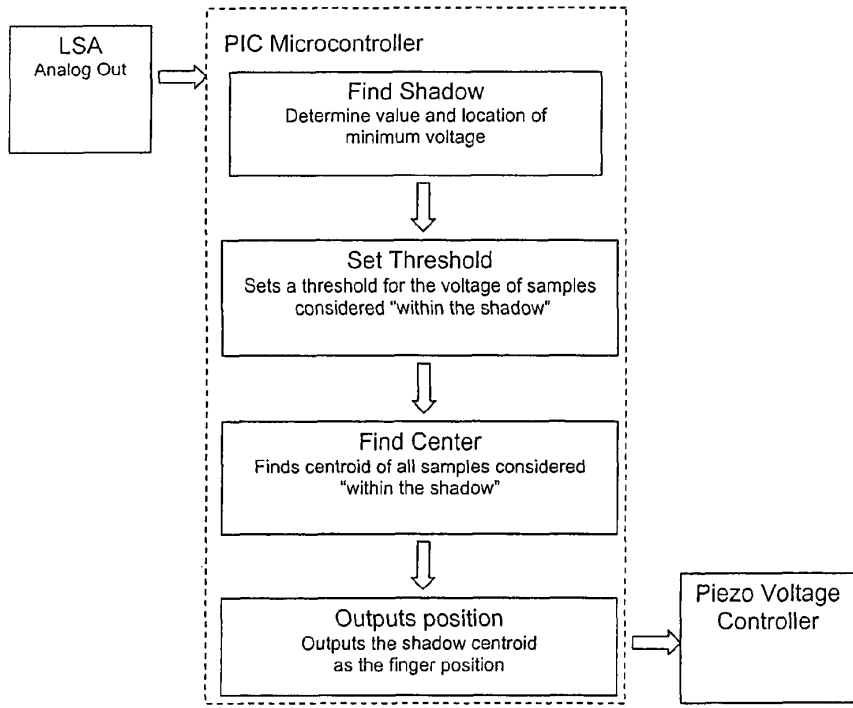 LSA
Analog Out
PIC Microcontroller
Find Shadow
Determine value and location of
minimum voltage
Set Threshold
Sets a threshold for the voltage of samples
considered "within the shadow"
Find Center
Finds centroid of all samples considered
"within the shadow"
Outputs position
Outputs the shadow centroid
as the finger position
Piezo Voltage
Controller